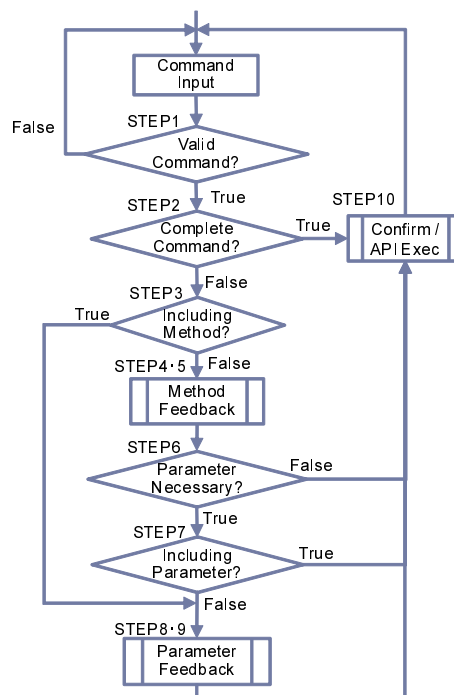 Command
Input
STEP1
False
Valid
Command?
True
STEP2
STEP10
Complete
Command?
True
Confirm /
API Exec
False
STEP3
True
Including
Method?
False
STEP4・5
Method
Feedback
STEP6
Parameter
Necessary?
False
True
STEP7
Including
Parameter?
True
False
STEP8・9
Parameter
Feedback